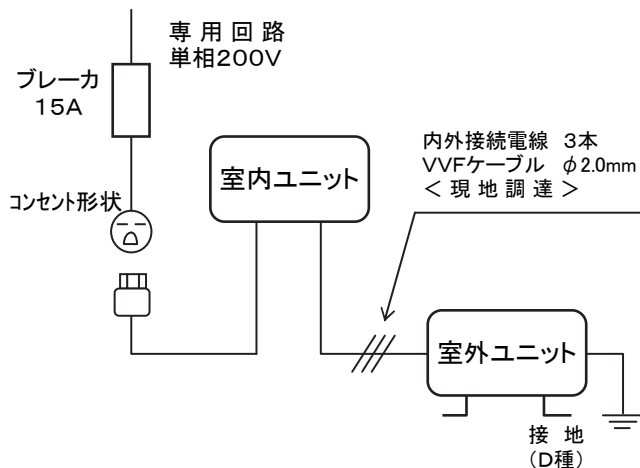 専用回路
単相200V
ブレーカ
15A
コンセント形状
室内ユニット
内外接続電線 3本
VVFケーブル φ2.0mm
＜現地調達＞
室外ユニット
接地
（D種）